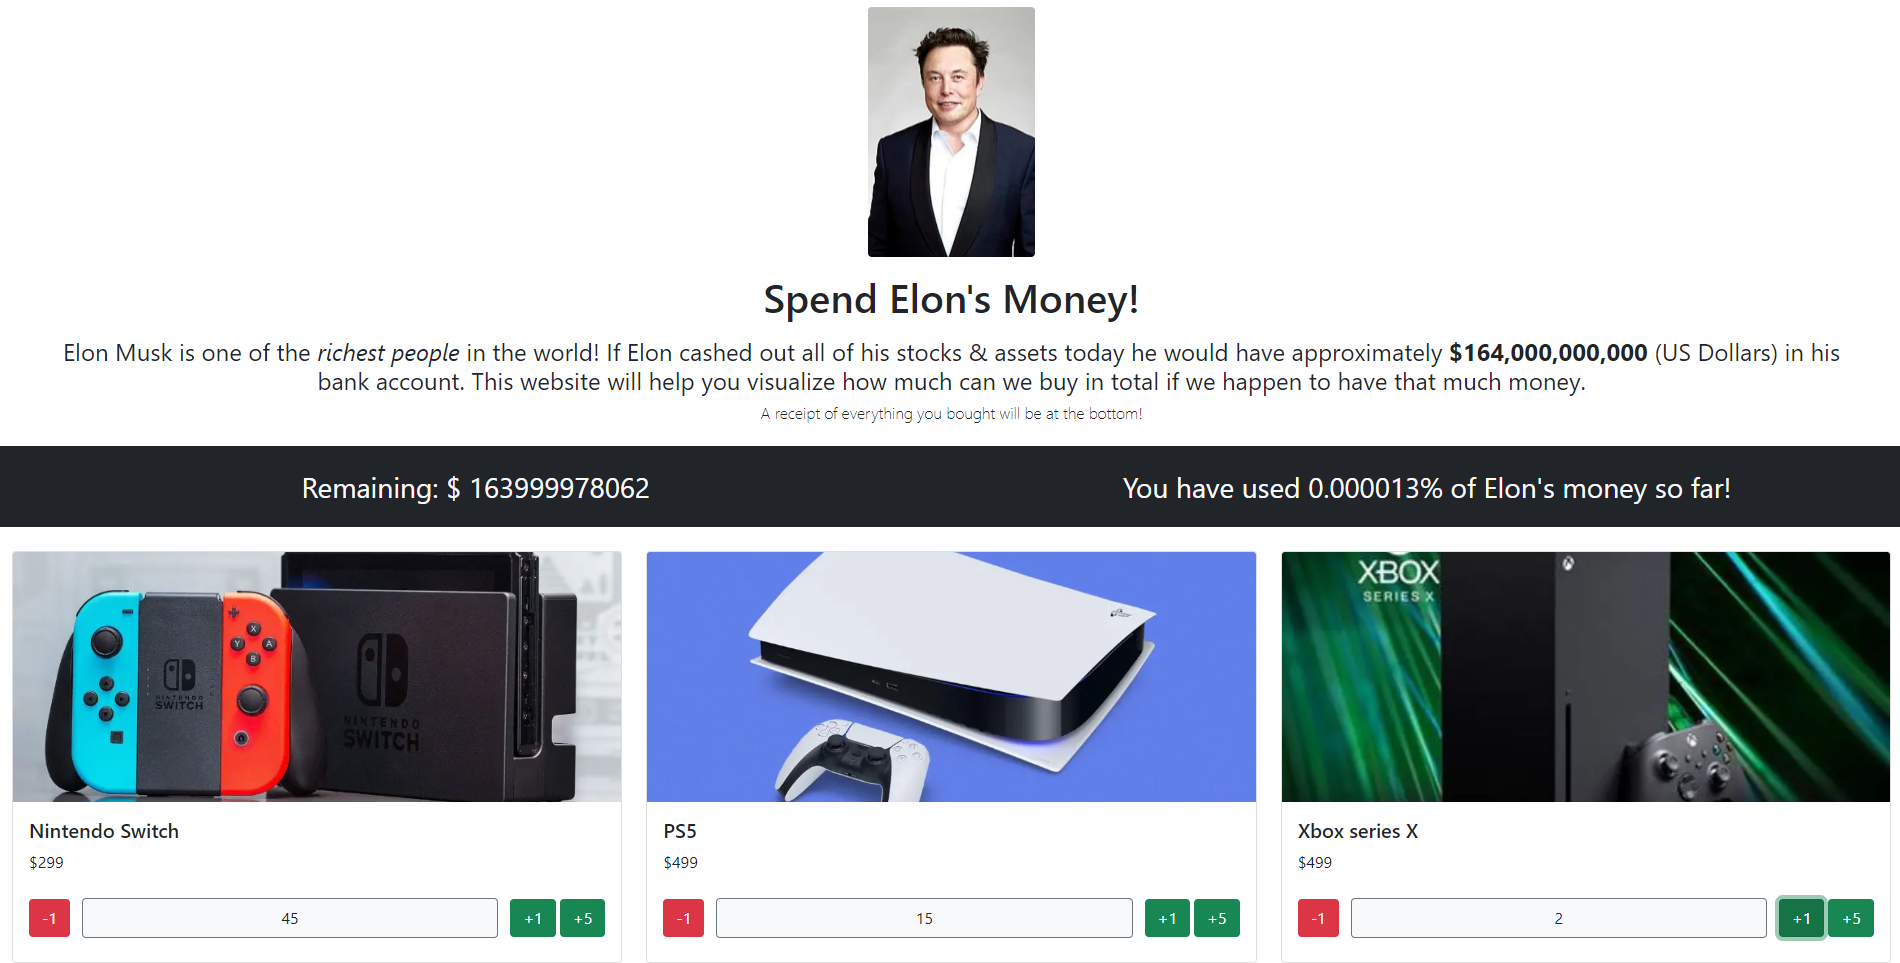 Spend Elon's Money!
Elon Musk is one of the richest people in the world! If Elon cashed out all of his stocks & assets today he would have approximately $164,000,000,000 (US Dollars) in his
bank account. This website will help you visualize how much can we buy in total if we happen to have that much money.
A receipt of everything you bought will be at the bottom!
Remaining: $ 163999978062
You have used 0.000013% of Elon's money so far!
X
Y A
B
NINTENDO
SWITCH
NINTENDO
SWITCH
Nintendo Switch
$299
-1 45 +1 +5
PS5
$499
-1 15 +1 +5
XBOX
SERIES X
Xbox series X
$499
-1 2 +1 +5